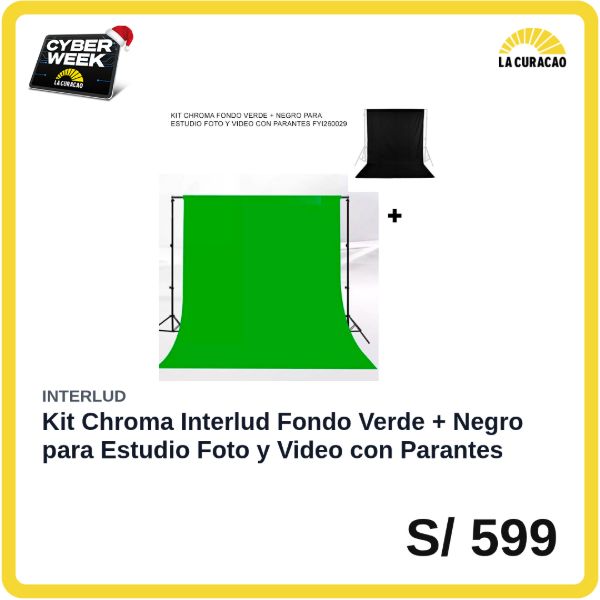 CYBER
WEEK
LA CURACAO
LA CURACAO
KIT CHROMA FONDO VERDE + NEGRO PARA
ESTUDIO FOTO Y VIDEO CON PARANTES FYI260029
+
INTERLUD
Kit Chroma Interlud Fondo Verde + Negro
para Estudio Foto y Video con Parantes
S/ 599